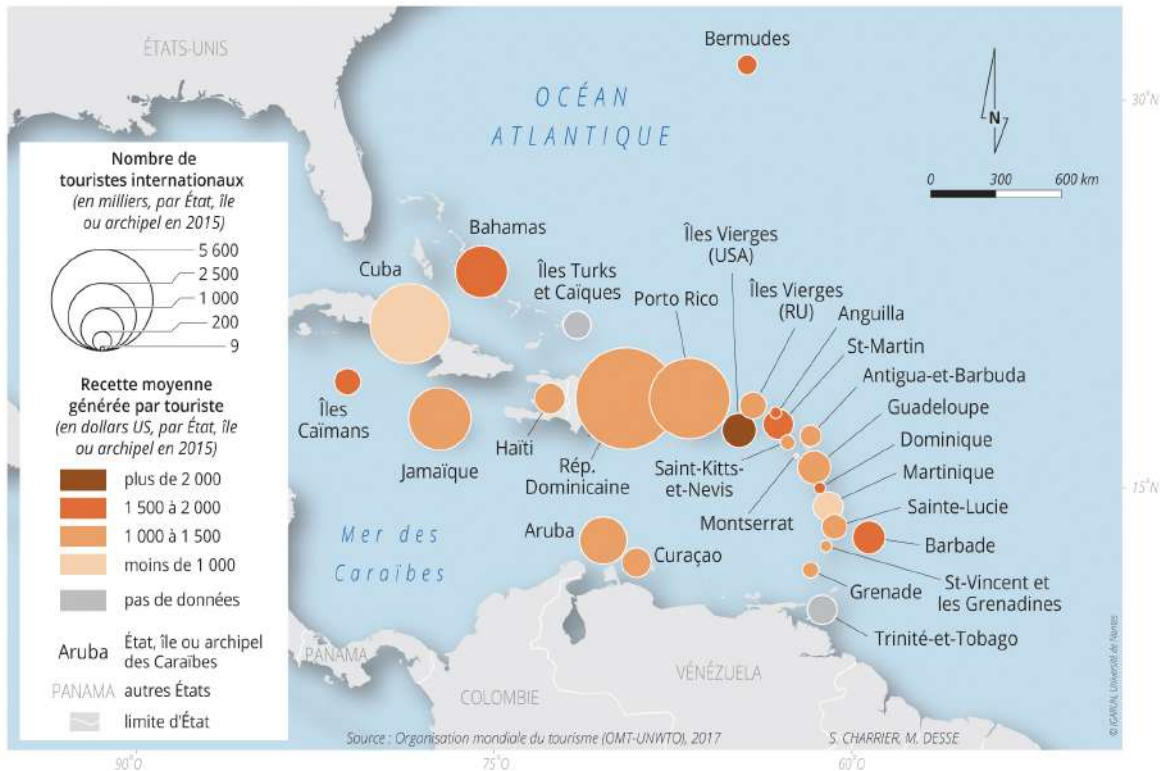 ÉTATS-UNIS
Bermudes
OCÉAN
ATLANTIQUE
30°N
N
0 300 600 km
Nombre de
touristes internationaux
(en milliers, par État, île
ou archipel en 2015)
5 600
2 500
1 000
200
9
Recette moyenne
générée par touriste
(en dollars US, par État, île
ou archipel en 2015)
plus de 2 000
1 500 à 2 000
1 000 à 1 500
moins de 1 000
pas de données
Aruba
État, île ou archipel
des Caraïbes
PANAMA
autres États
limite d'État
Bahamas
Cuba
Îles Turks
et Caïques
Îles Vierges
(USA)
Porto Rico
Îles Vierges
(RU)
Anguilla
St-Martin
Antigua-et-Barbuda
Guadeloupe
Dominique
Martinique
Sainte-Lucie
Barbade
St-Vincent et
les Grenadines
Grenade
Trinité-et-Tobago
Îles
Caïmans
Jamaïque
Haïti
Rép.
Dominicaine
Saint-Kitts-
et-Nevis
Montserrat
15°N
Mer des
Caraïbes
Aruba
Curaçao
PANAMA
COLOMBIE
VÉNÉZUELA
Source : Organisation mondiale du tourisme (OMT-UNWTO), 2017
S. CHARRIER, M. DESSE
© IGARUN, Université de Nantes
90°O
75°O
60°O